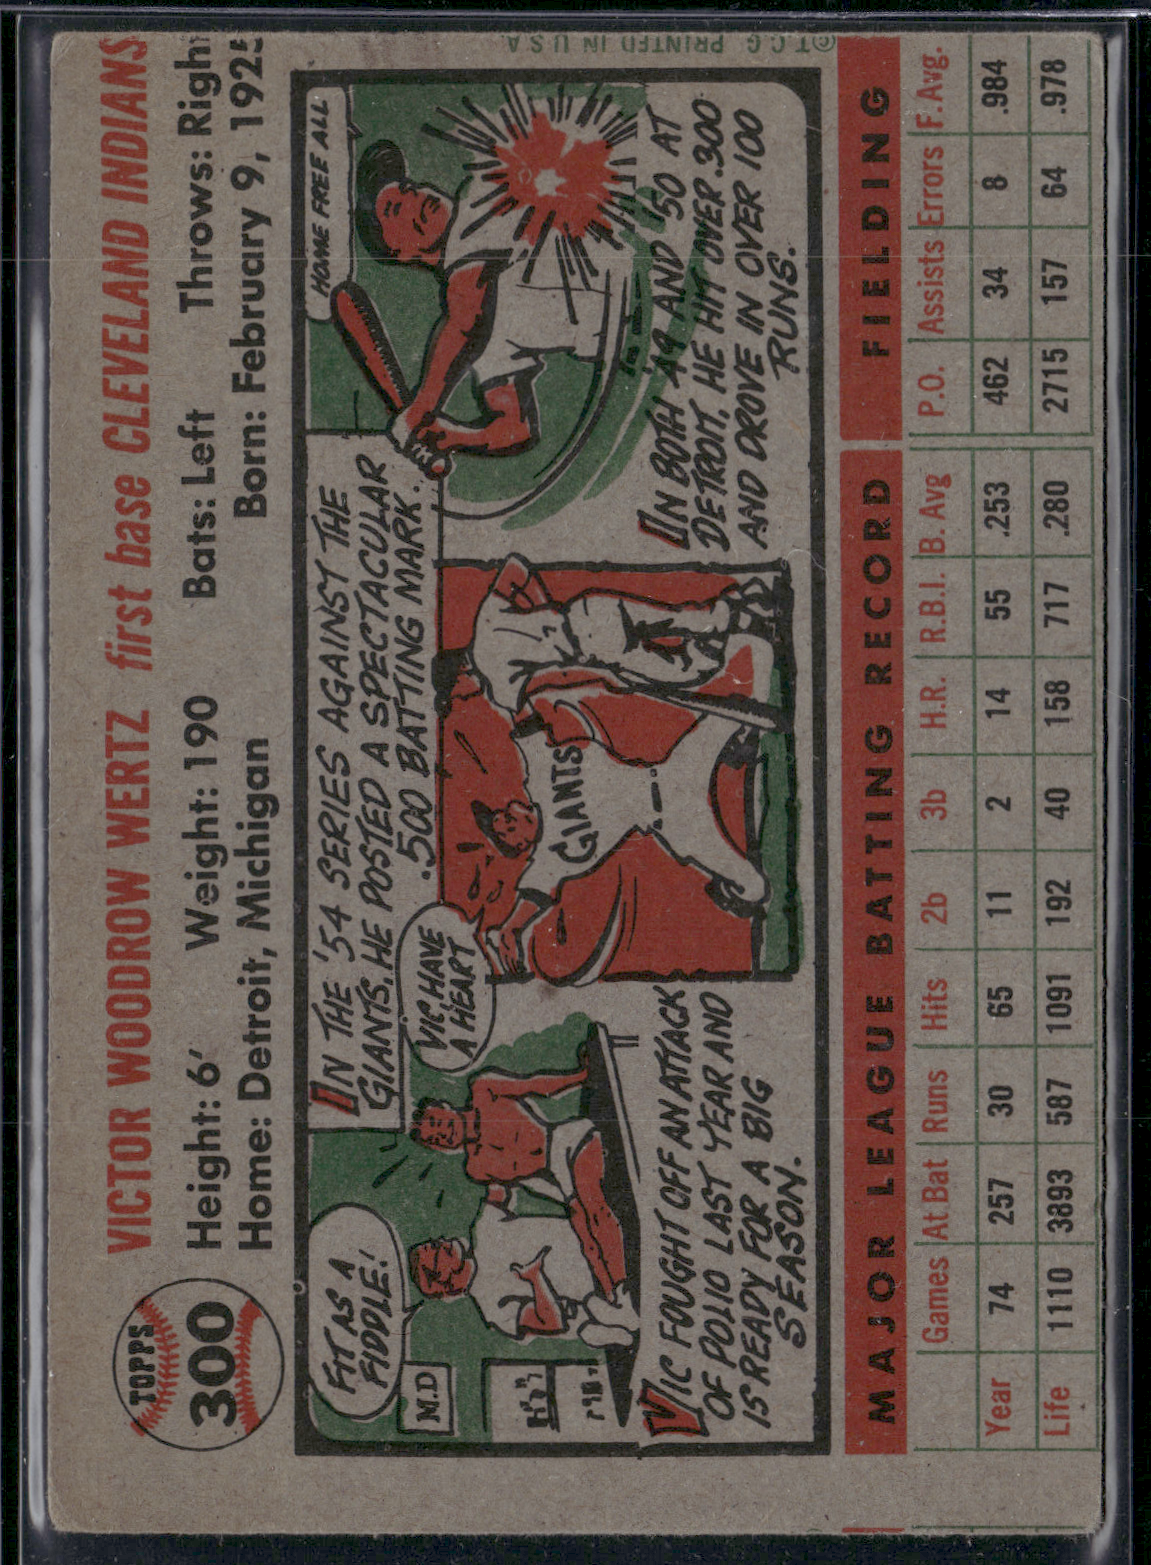 TOPPS
300
VICTOR WOODROW WERTZ first base CLEVELAND INDIANS
Height: 6' Weight: 190 Bats: Left Throws: Right
Home: Detroit, Michigan Born: February 9, 1925
FIT AS A
FIDDLE!
M.D
VIC FOUGHT OFF AN ATTACK
OF POLIO LAST YEAR AND
IS READY FOR A BIG
SEASON.
IN THE '54 SERIES AGAINST THE
GIANTS, HE POSTED A SPECTACULAR
.500 BATTING MARK.
VIC, HAVE
A HEART
GIANTS
HOME FREE ALL
IN BOTH '49 AND '50 AT
DETROIT, HE HIT OVER .300
AND DROVE IN OVER 100
RUNS.
MAJOR LEAGUE BATTING RECORD FIELDING
Games At Bat Runs Hits 2b 3b H.R. R.B.I. B. Avg P.O. Assists Errors F. Avg.
Year 74 257 30 65 11 2 14 55 .253 462 34 8 .984
Life 1110 3893 587 1091 192 40 158 717 .280 2715 157 64 .978
©T.C.G PRINTED IN U S A